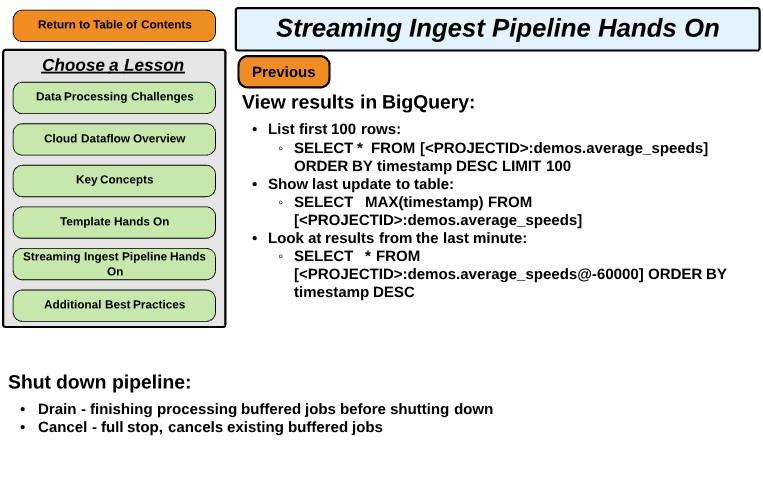 Return to Table of Contents
Choose a Lesson
Data Processing Challenges
Cloud Dataflow Overview
Key Concepts
Template Hands On
Streaming Ingest Pipeline Hands
On
Additional Best Practices
Streaming Ingest Pipeline Hands On
Previous
View results in BigQuery:
• List first 100 rows:
◦ SELECT * FROM [<PROJECTID>:demos.average_speeds]
ORDER BY timestamp DESC LIMIT 100
• Show last update to table:
◦ SELECT MAX(timestamp) FROM
[<PROJECTID>:demos.average_speeds]
• Look at results from the last minute:
◦ SELECT * FROM
[<PROJECTID>:demos.average_speeds@-60000] ORDER BY
timestamp DESC
Shut down pipeline:
• Drain - finishing processing buffered jobs before shutting down
• Cancel - full stop, cancels existing buffered jobs